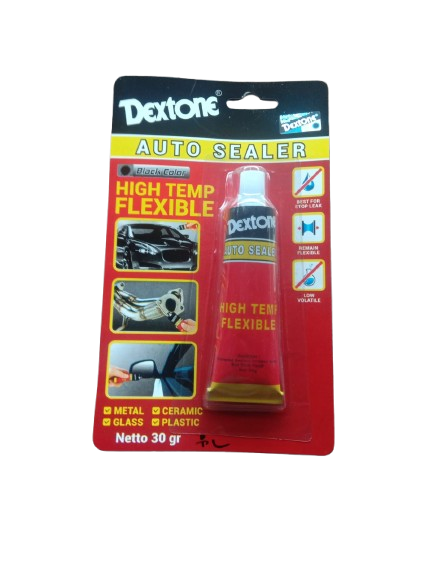 DEXTONE®
DEXTONE
AUTO SEALER
Black Color
HIGH TEMP
FLEXIBLE
BEST FOR
STOP LEAK
REMAIN
FLEXIBLE
LOW
VOLATILE
DEXTONE
AUTO SEALER
HIGH TEMP
FLEXIBLE
METAL
CERAMIC
GLASS
PLASTIC
Netto 30 gr